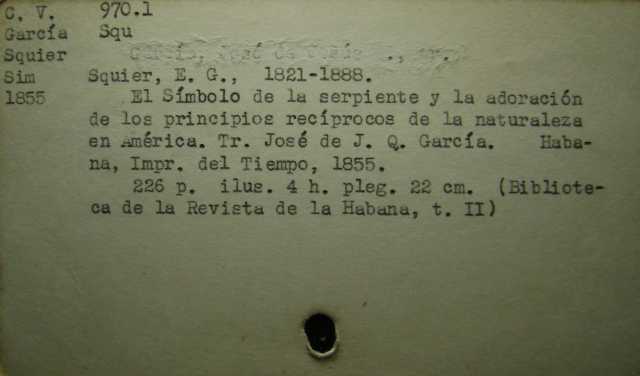 C. V. 970.1
García Squ
Squier
Sim Squier, E. G., 1821-1888.
1855 El Símbolo de la serpiente y la adoración
de los principios recíprocos de la naturaleza
en América. Tr. José de J. Q. García. Haba-
na, Impr. del Tiempo, 1855.
226 p. ilus. 4 h. pleg. 22 cm. (Bibliote-
ca de la Revista de la Habana, t. II)